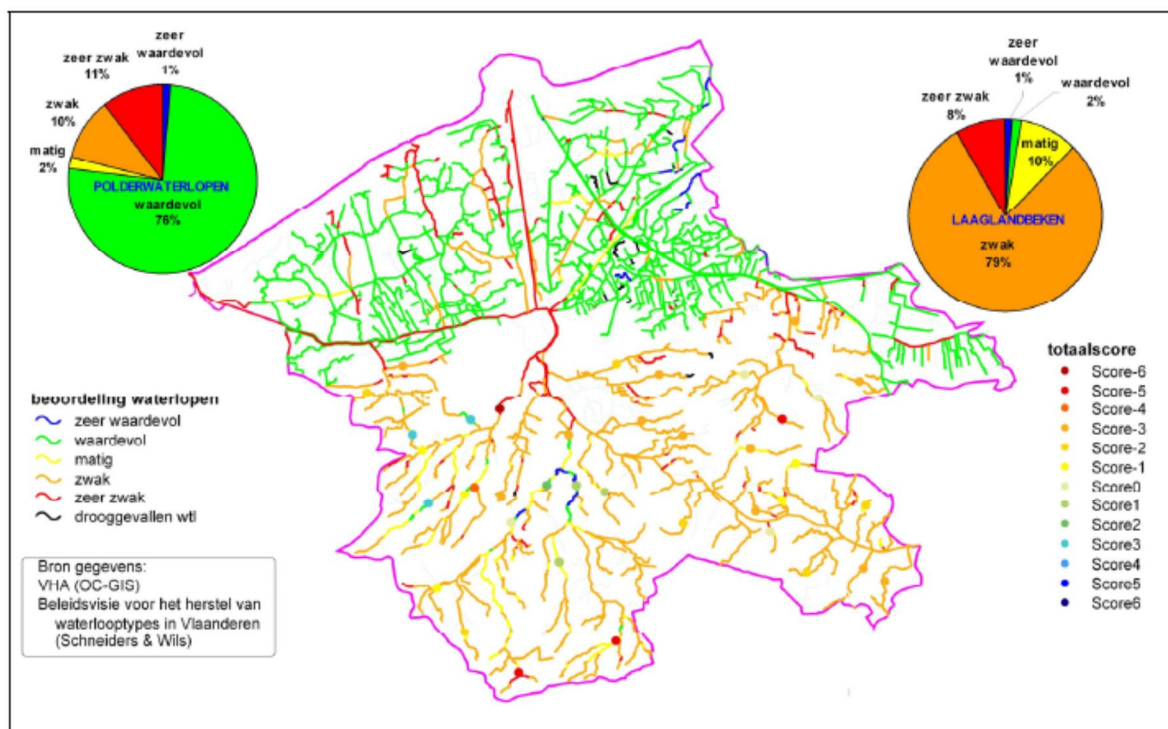 zeer
waardevol
1%
zeer zwak
11%
zwak
10%
matig
2%
POLDERWATERLOPEN
waardevol
76%
zeer
waardevol
1%
waardevol
2%
zeer zwak
8%
matig
10%
LAAGLANDBEKEN
zwak
79%
beoordeling waterlopen
zeer waardevol
waardevol
matig
zwak
zeer zwak
drooggevallen wtl
Bron gegevens:
VHA (OC-GIS)
Beleidsvisie voor het herstel van
waterlooptypes in Vlaanderen
(Schneiders & Wils)
totaalscore
Score-6
Score-5
Score-4
Score-3
Score-2
Score-1
Score0
Score1
Score2
Score3
Score4
Score5
Score6